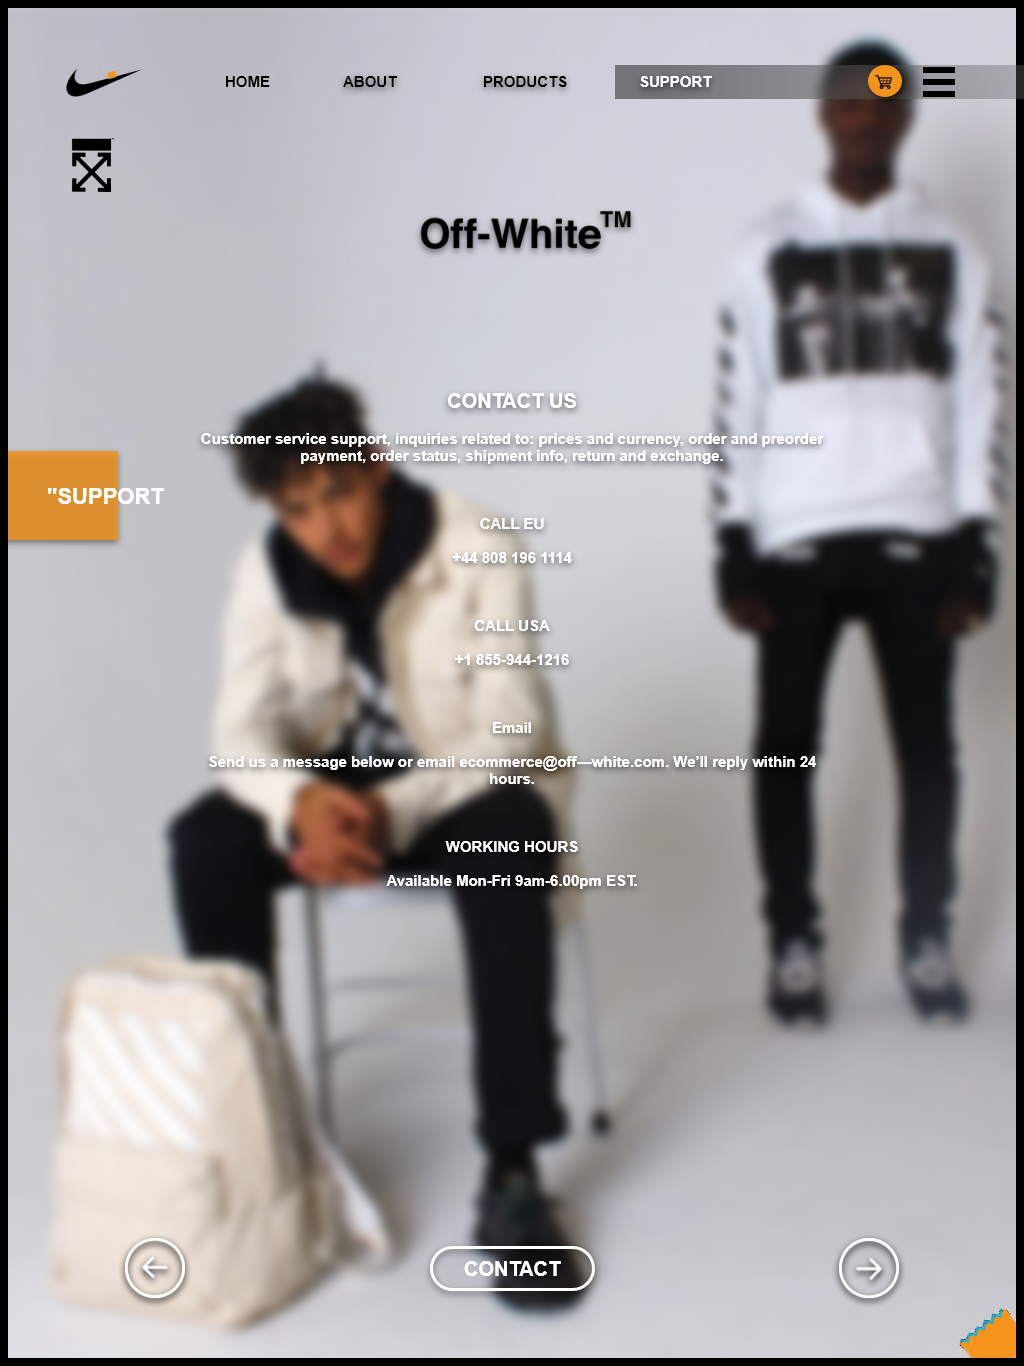 HOME ABOUT PRODUCTS SUPPORT
Off-White™
CONTACT US
Customer service support, inquiries related to: prices and currency, order and preorder
payment, order status, shipment info, return and exchange.
"SUPPORT
CALL EU
+44 808 196 1114
CALL USA
+1 855-944-1216
Email
Send us a message below or email ecommerce@off---white.com. We’ll reply within 24
hours.
WORKING HOURS
Available Mon-Fri 9am-6.00pm EST.
CONTACT